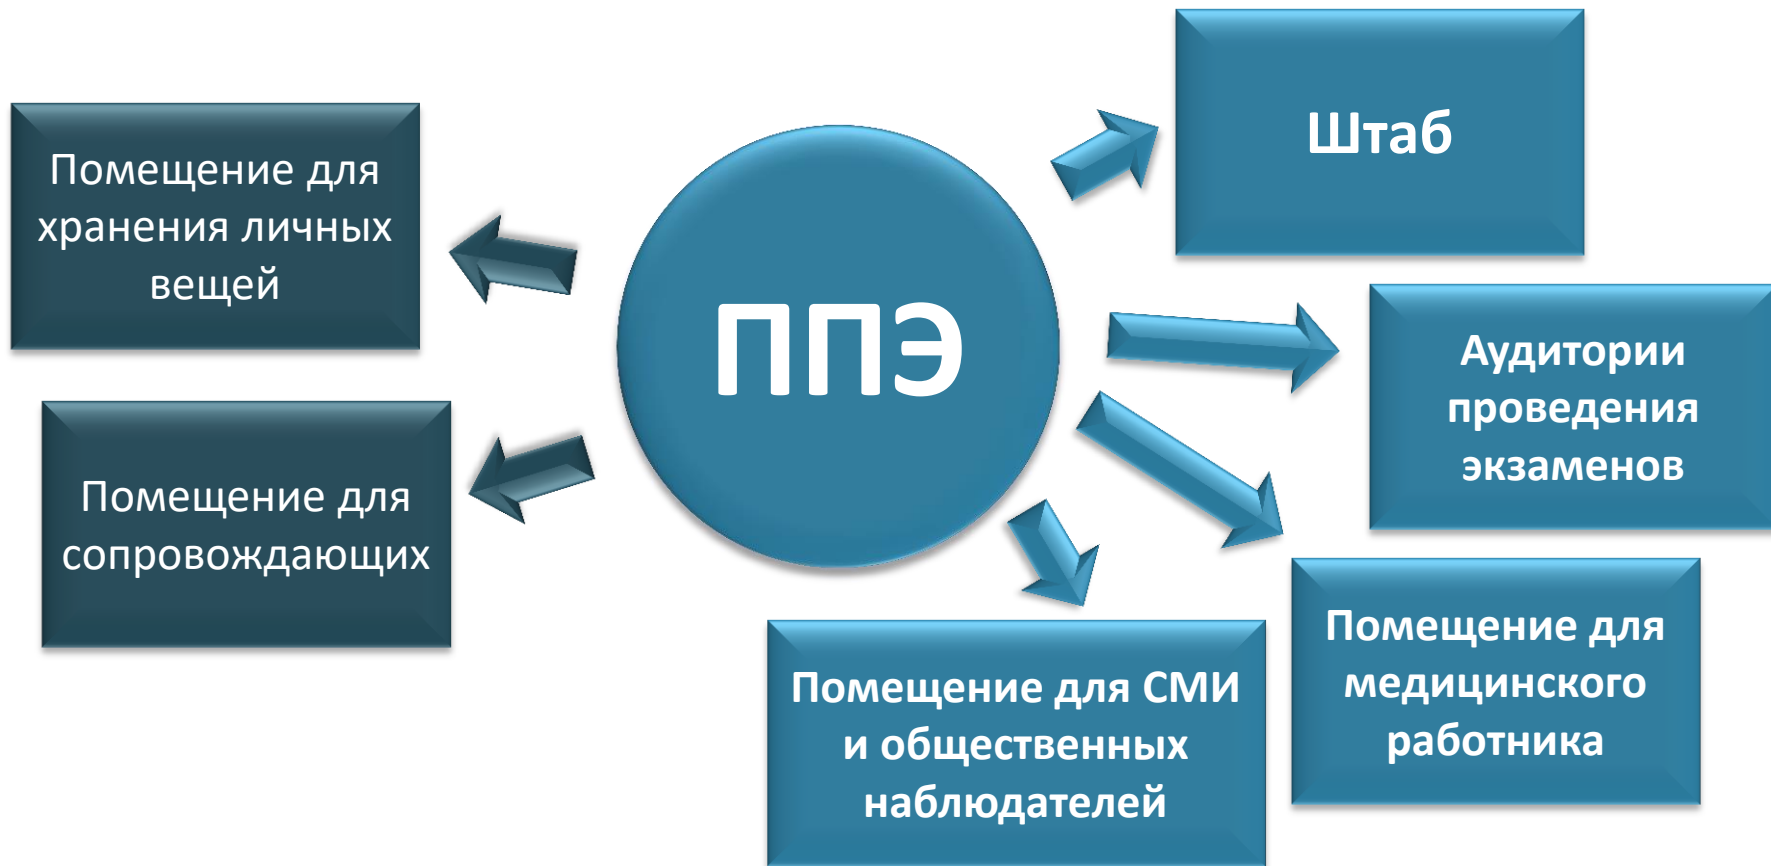 Помещение для
хранения личных
вещей
Помещение для
сопровождающих
ППЭ
Штаб
Аудитории
проведения
экзаменов
Помещение для
медицинского
работника
Помещение для СМИ
и общественных
наблюдателей